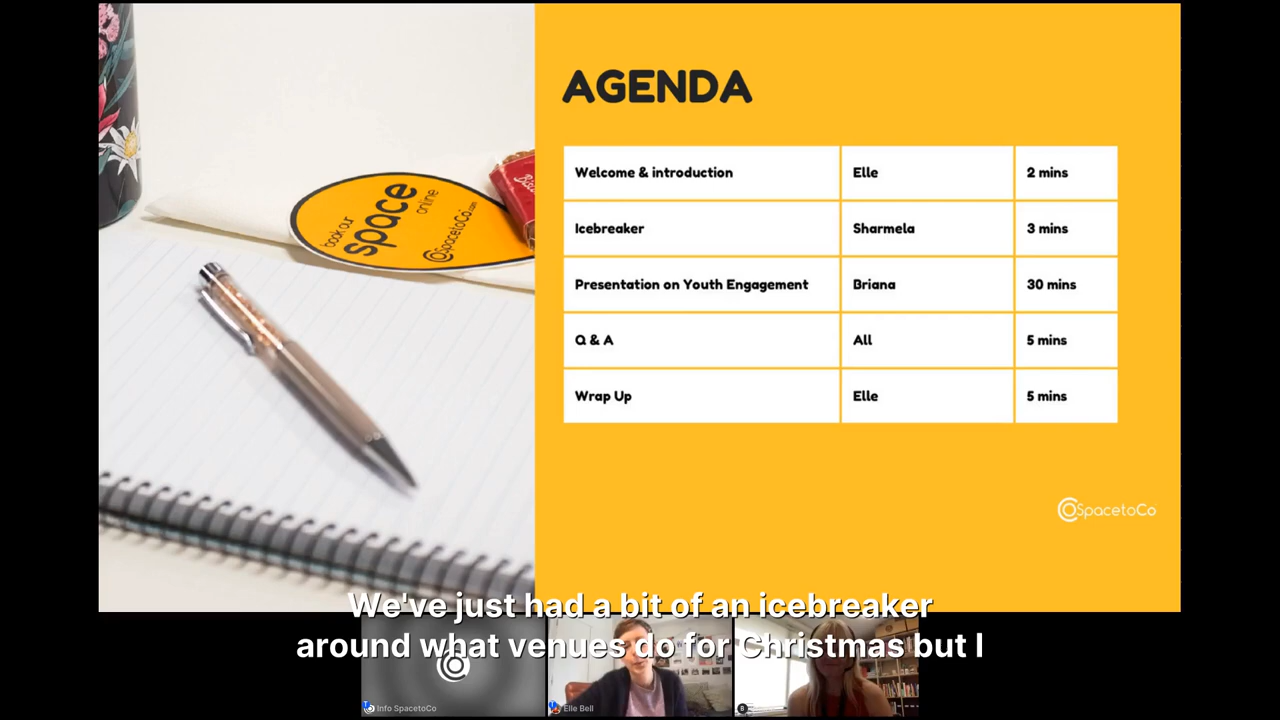 AGENDA
Welcome & introduction Elle 2 mins
Icebreaker Sharmela 3 mins
Presentation on Youth Engagement Briana 30 mins
Q & A All 5 mins
Wrap Up Elle 5 mins
book our
space
online
@SpacetoCo.com
SpacetoCo
We've just had a bit of an icebreaker
around what venues do for Christmas but I
Info SpacetoCo
Elle Bell